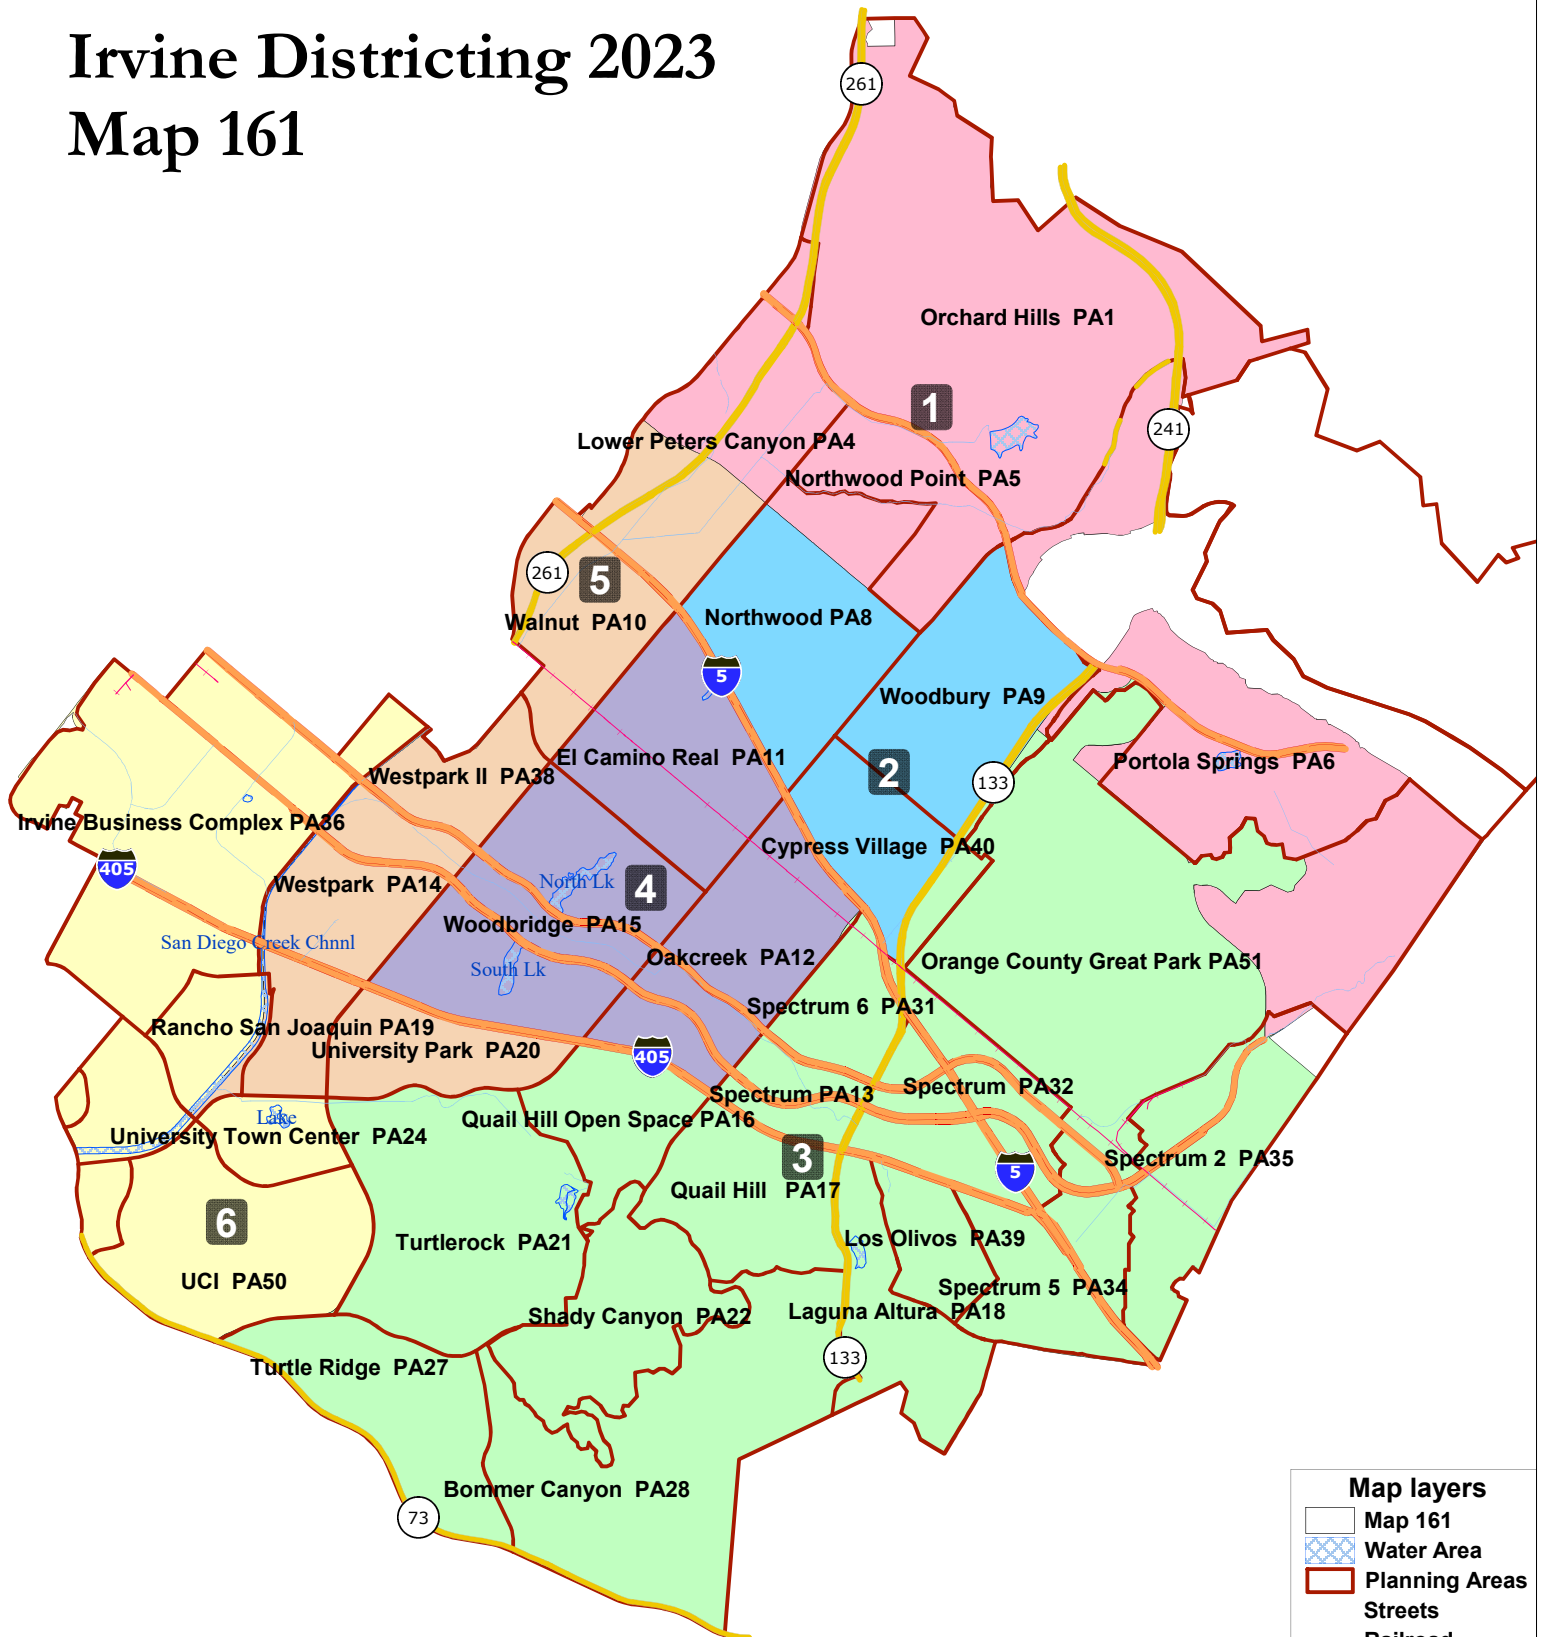 Irvine Districting 2023
Map 161
261
Orchard Hills PA1
1
241
Lower Peters Canyon PA4
Northwood Point PA5
261
5
Walnut PA10
Northwood PA8
5
Woodbury PA9
El Camino Real PA11
Westpark II PA38
2
133
Portola Springs PA6
Irvine Business Complex PA36
Cypress Village PA40
405
Westpark PA14
North Lk
4
Woodbridge PA15
San Diego Creek Chnnl
South Lk
Oakcreek PA12
Orange County Great Park PA51
Spectrum 6 PA31
Rancho San Joaquin PA19
University Park PA20
405
Spectrum PA13
Spectrum PA32
Lake
Quail Hill Open Space PA16
University Town Center PA24
3
5
Spectrum 2 PA35
Quail Hill PA17
6
Turtlerock PA21
Los Olivos PA39
UCI PA50
Spectrum 5 PA34
Shady Canyon PA22
Laguna Altura PA18
133
Turtle Ridge PA27
Bommer Canyon PA28
73
Map layers
Map 161
Water Area
Planning Areas
Streets
Railroad